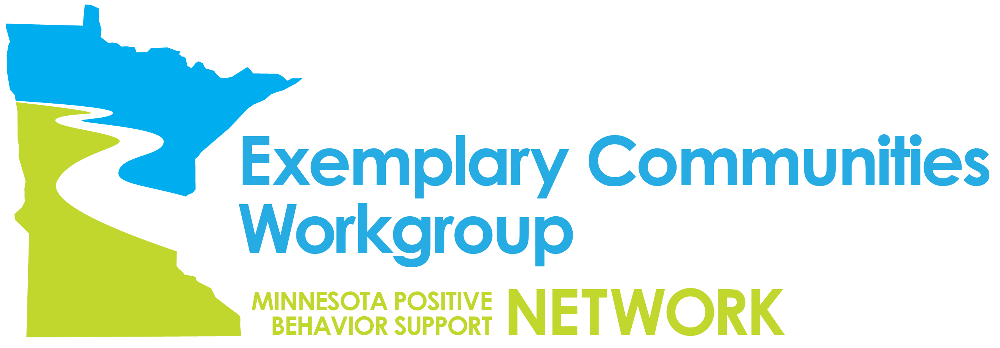 Exemplary Communities
Workgroup
MINNESOTA POSITIVE
BEHAVIOR SUPPORT
NETWORK